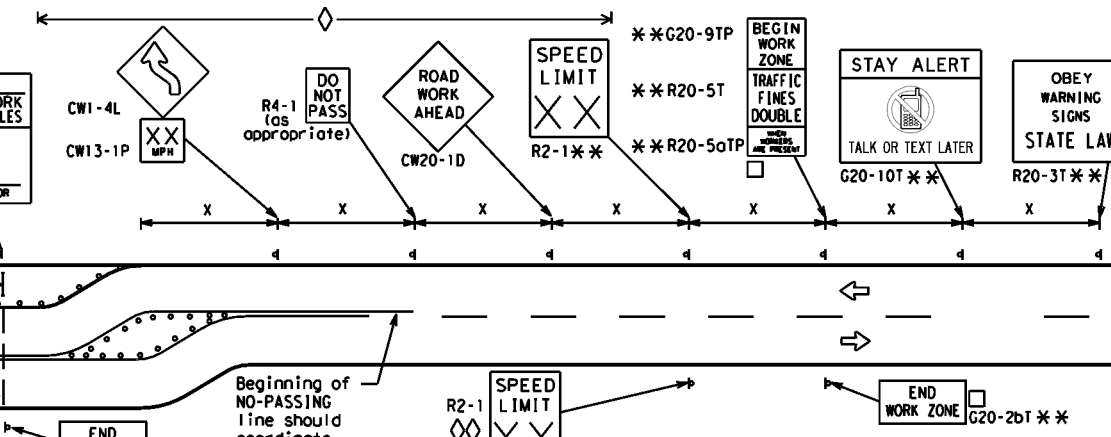 CW1-4L
XX
MPH
CW13-1P
R4-1
(as
appropriate)
DO
NOT
PASS
ROAD
WORK
AHEAD
CW20-1D
SPEED
LIMIT
X X
R2-1**
**G20-9TP
**R20-5T
**R20-5aTP
BEGIN
WORK
ZONE
TRAFFIC
FINES
DOUBLE
WHEN
WORKERS
ARE PRESENT
STAY ALERT
TALK OR TEXT LATER
G20-10T**
OBEY
WARNING
SIGNS
STATE LAW
R20-3T**
X X X X X X X
Beginning of
NO-PASSING
line should
coordinate
R2-1
SPEED
LIMIT
END
WORK ZONE
G20-2bT**
END